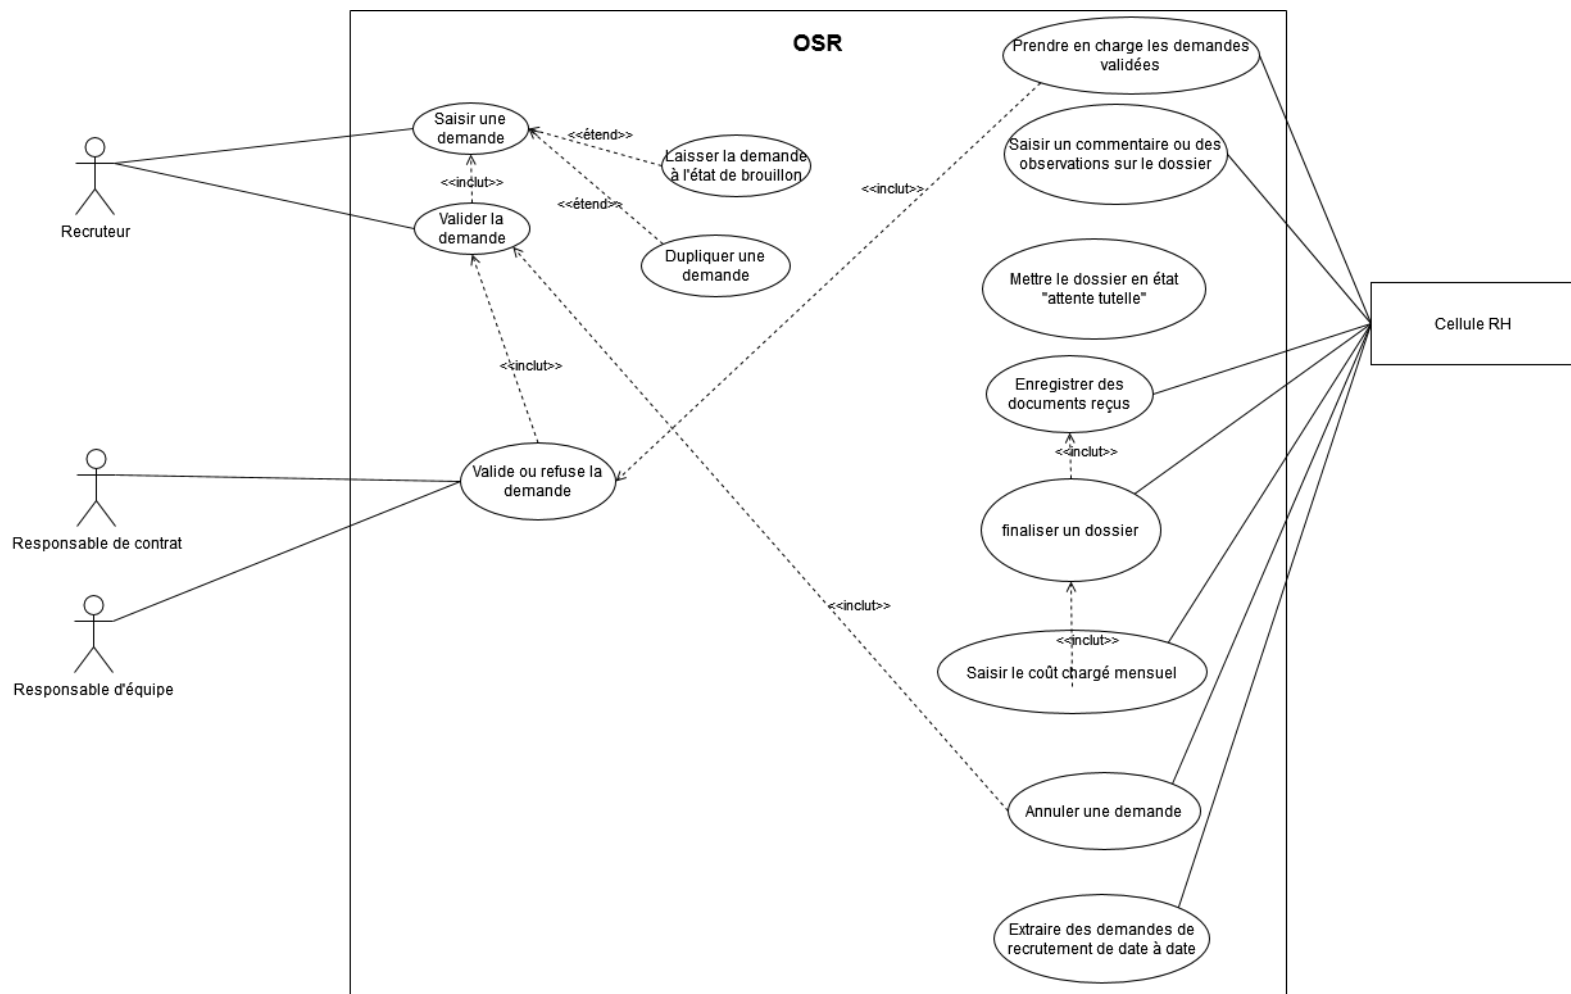 OSR
Prendre en charge les demandes
validées
Saisir une
demande
<<étend>>
Laisser la demande
à l'état de brouillon
Saisir un commentaire ou des
observations sur le dossier
<<inclut>>
<<inclut>>
<<étend>>
Recruteur
Valider la
demande
Dupliquer une
demande
Mettre le dossier en état
"attente tutelle"
Cellule RH
<<inclut>>
Enregistrer des
documents reçus
<<inclut>>
Valide ou refuse la
demande
finaliser un dossier
Responsable de contrat
<<inclut>>
<<inclut>>
Saisir le coût chargé mensuel
Responsable d'équipe
Annuler une demande
Extraire des demandes de
recrutement de date à date